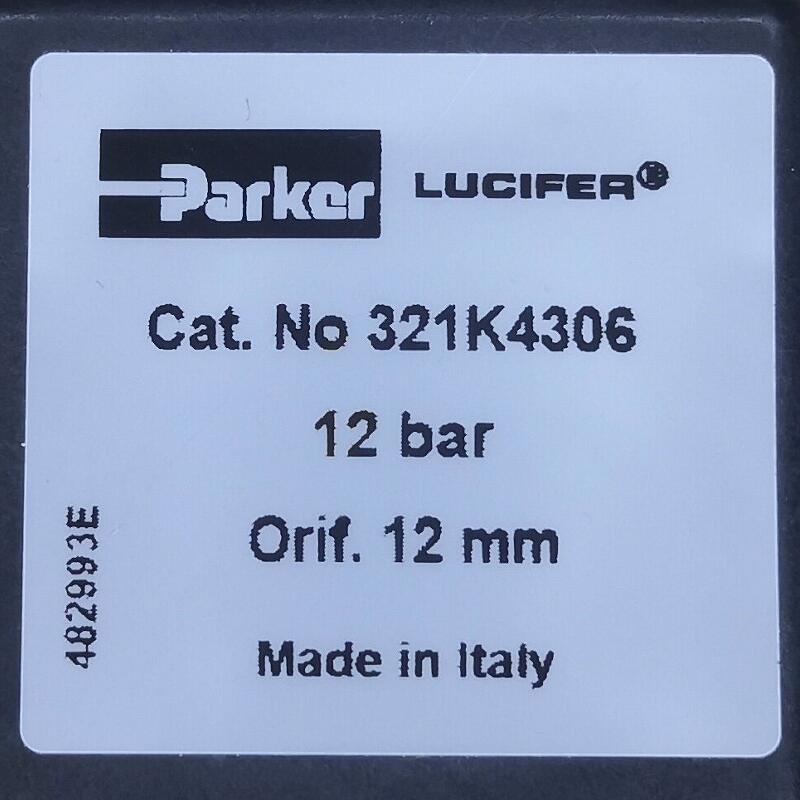 Parker LUCIFER®
Cat. No 321K4306
12 bar
Orif. 12 mm
Made in Italy
482993E